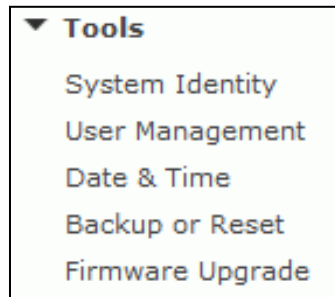 Tools
System Identity
User Management
Date & Time
Backup or Reset
Firmware Upgrade